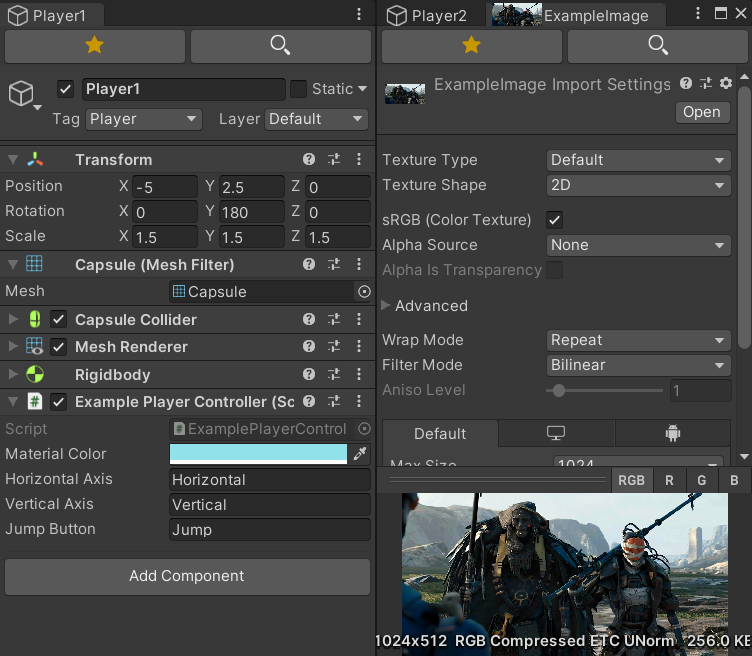 Player1
Player1
Static
Tag Player Layer Default
Transform
Position X -5 Y 2.5 Z 0
Rotation X 0 Y 180 Z 0
Scale X 1.5 Y 1.5 Z 1.5
Capsule (Mesh Filter)
Mesh Capsule
Capsule Collider
Mesh Renderer
Rigidbody
# Example Player Controller (Sc
Script # ExamplePlayerControl
Material Color
Horizontal Axis Horizontal
Vertical Axis Vertical
Jump Button Jump
Add Component
Player2 ExampleImage
ExampleImage Import Settings
Open
Texture Type Default
Texture Shape 2D
sRGB (Color Texture)
Alpha Source None
Alpha Is Transparency
Advanced
Wrap Mode Repeat
Filter Mode Bilinear
Aniso Level 1
Default
Max Size 1024
RGB R G B
1024x512 RGB Compressed ETC UNorm 256.0 KB